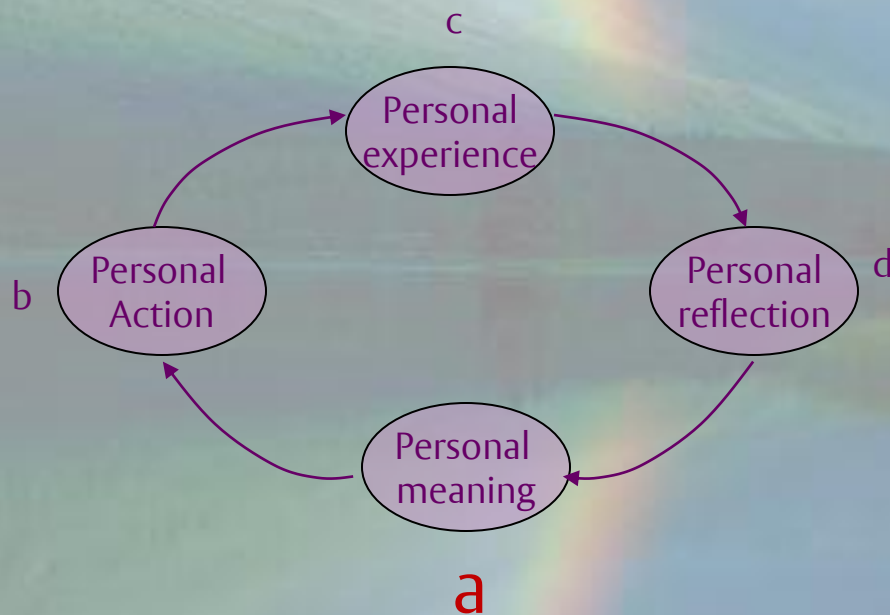 c
Personal
experience
b
Personal
Action
Personal
reflection
d
Personal
meaning
a